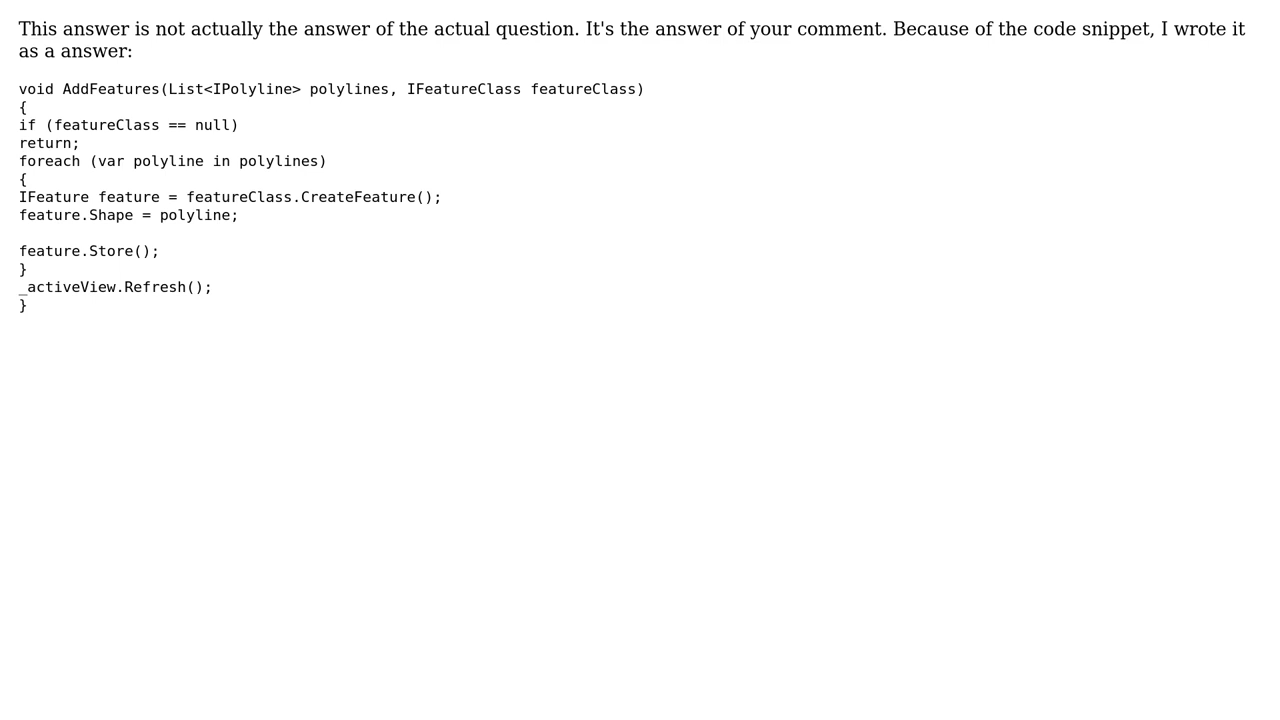 This answer is not actually the answer of the actual question. It's the answer of your comment. Because of the code snippet, I wrote it
as a answer:
void AddFeatures(List<IPolyline> polylines, IFeatureClass featureClass)
{
if (featureClass == null)
return;
foreach (var polyline in polylines)
{
IFeature feature = featureClass.CreateFeature();
feature.Shape = polyline;
feature.Store();
}
_activeView.Refresh();
}